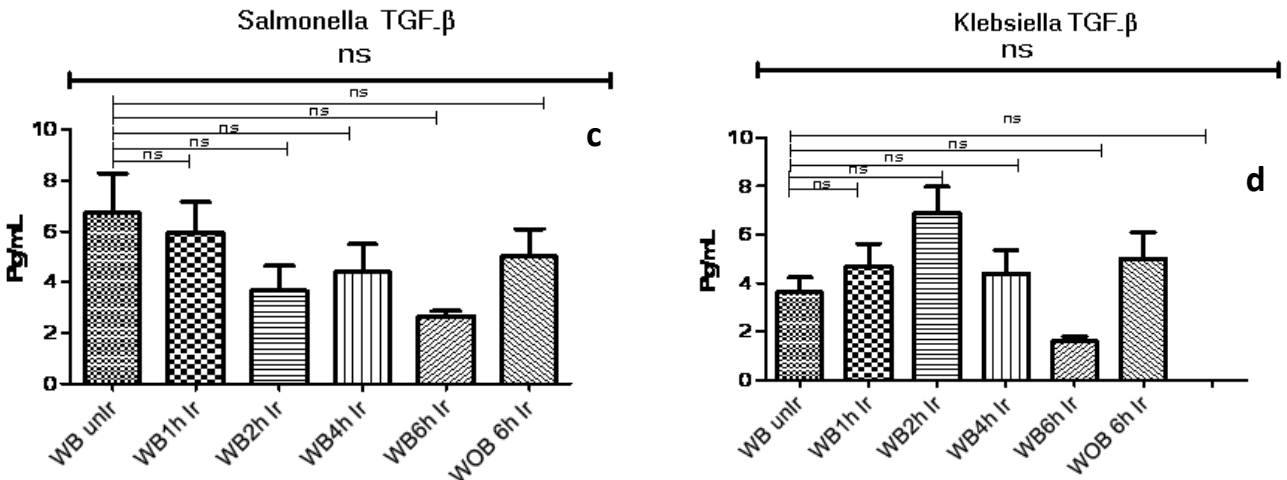 Salmonella TGF-β
ns
ns
ns
ns
ns
ns
c
10
8
6
4
2
0
Pg/mL
WB unIr
WB1h Ir
WB2h Ir
WB4h Ir
WB6h Ir
WOB 6h Ir
Klebsiella TGF-β
ns
ns
ns
ns
ns
ns
d
10
8
6
4
2
0
Pg/mL
WB unIr
WB1h Ir
WB2h Ir
WB4h Ir
WB6h Ir
WOB 6h Ir